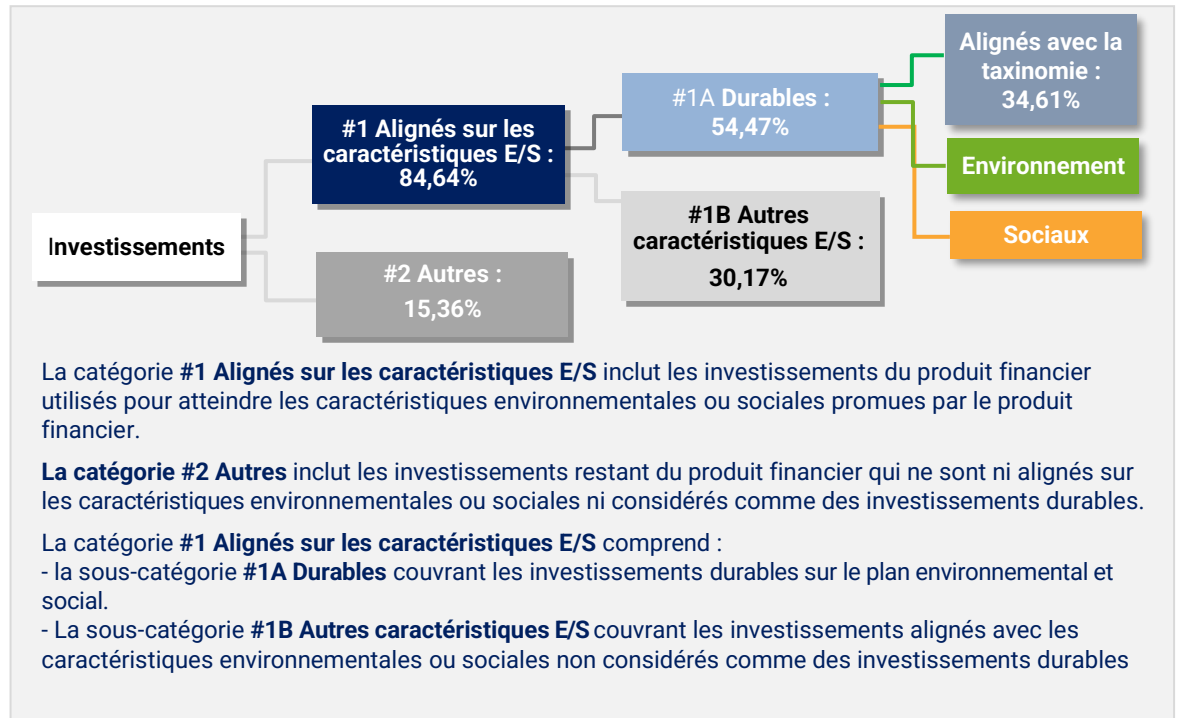 Investissements
#1 Alignés sur les
caractéristiques E/S :
84,64%
#2 Autres :
15,36%
#1A Durables :
54,47%
#1B Autres
caractéristiques E/S :
30,17%
Alignés avec la
taxinomie :
34,61%
Environnement
Sociaux
La catégorie #1 Alignés sur les caractéristiques E/S inclut les investissements du produit financier
utilisés pour atteindre les caractéristiques environnementales ou sociales promues par le produit
financier.
La catégorie #2 Autres inclut les investissements restant du produit financier qui ne sont ni alignés sur
les caractéristiques environnementales ou sociales ni considérés comme des investissements durables.
La catégorie #1 Alignés sur les caractéristiques E/S comprend :
- la sous-catégorie #1A Durables couvrant les investissements durables sur le plan environnemental et
social.
- La sous-catégorie #1B Autres caractéristiques E/S couvrant les investissements alignés avec les
caractéristiques environnementales ou sociales non considérés comme des investissements durables